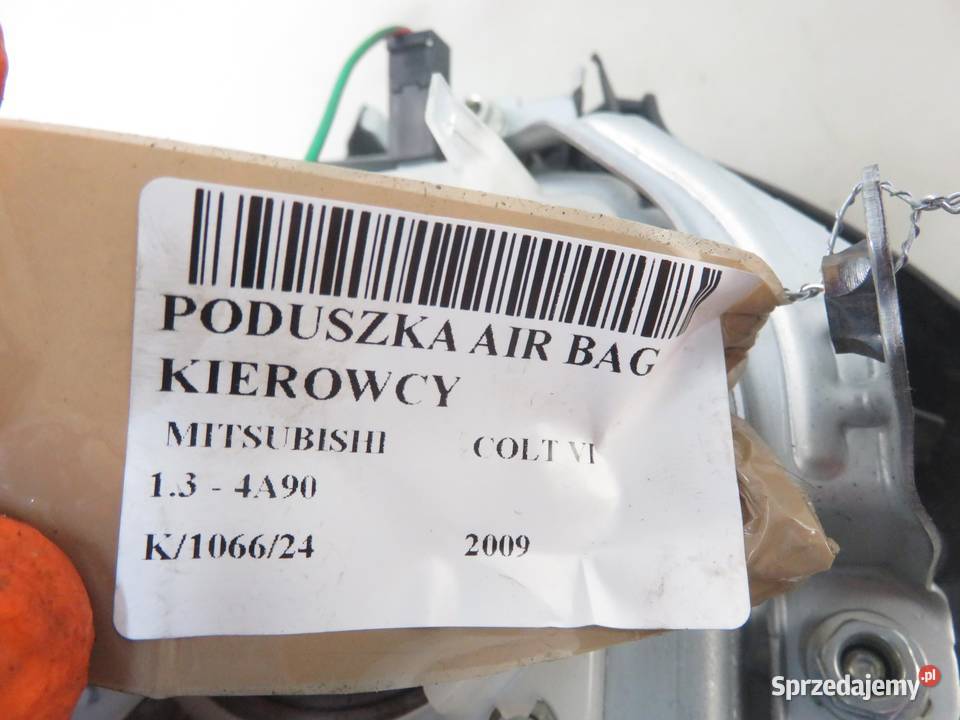 PODUSZKA AIR BAG
KIEROWCY
MITSUBISHI COLT VI
1.3 - 4A90
K/1066/24 2009
Sprzedajemy.pl